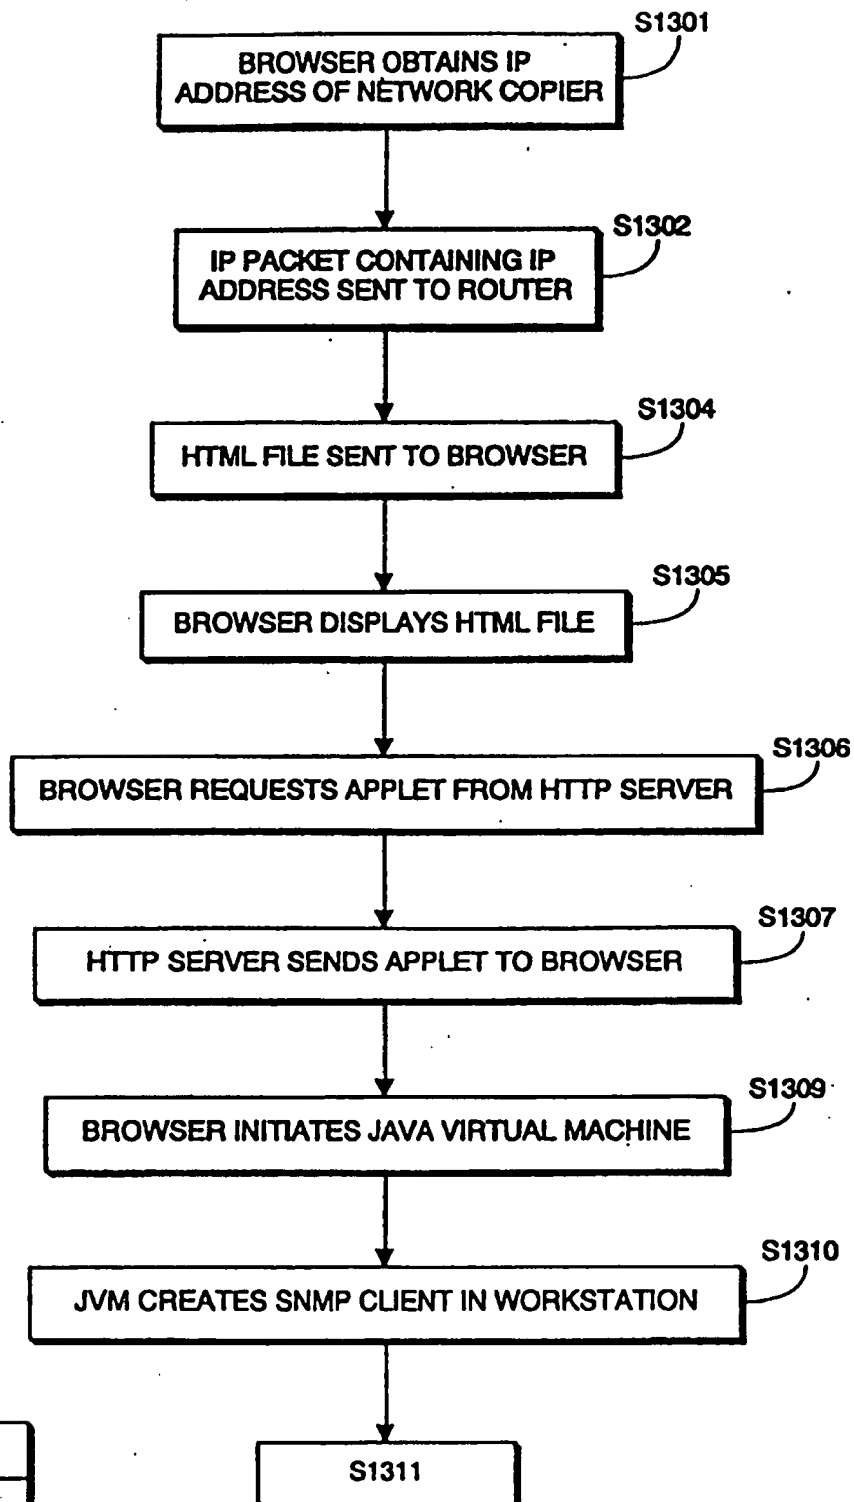 S1301
BROWSER OBTAINS IP
ADDRESS OF NETWORK COPIER
S1302
IP PACKET CONTAINING IP
ADDRESS SENT TO ROUTER
S1304
HTML FILE SENT TO BROWSER
S1305
BROWSER DISPLAYS HTML FILE
S1306
BROWSER REQUESTS APPLET FROM HTTP SERVER
S1307
HTTP SERVER SENDS APPLET TO BROWSER
S1309
BROWSER INITIATES JAVA VIRTUAL MACHINE
S1310
JVM CREATES SNMP CLIENT IN WORKSTATION
S1311